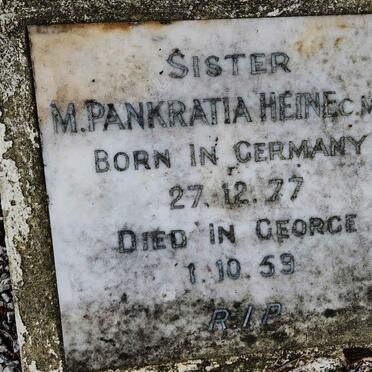 SISTER
M. PANKRATIA HEINE C.
BORN IN GERMANY
27.12.77
DIED IN GEORGE
1.10.59
R.I.P